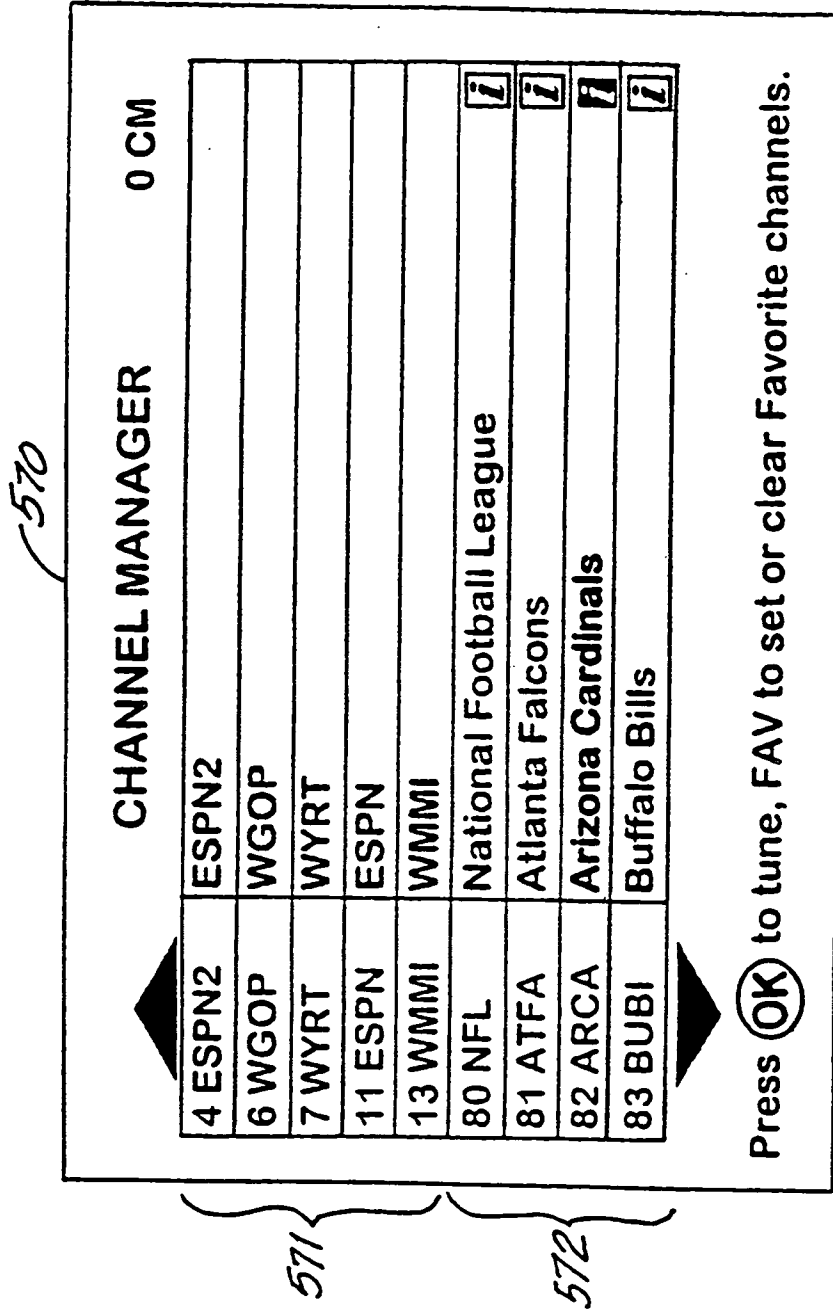 570
CHANNEL MANAGER 0 CM
4 ESPN2 ESPN2
6 WGOP WGOP
7 WYRT WYRT
11 ESPN ESPN
13 WMMI WMMI
80 NFL National Football League i
81 ATFA Atlanta Falcons i
82 ARCA Arizona Cardinals i
83 BUBI Buffalo Bills i
571
572
Press OK to tune, FAV to set or clear Favorite channels.